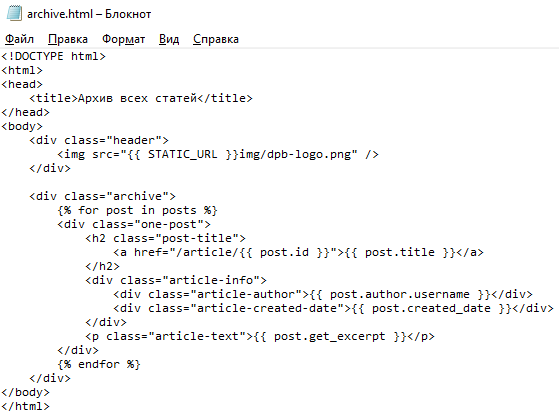 archive.html – Блокнот
Файл Правка Формат Вид Справка
<!DOCTYPE html>
<html>
<head>
    <title>Архив всех статей</title>
</head>
<body>
    <div class="header">
        <img src="{{ STATIC_URL }}img/dpb-logo.png" />
    </div>

    <div class="archive">
        {% for post in posts %}
        <div class="one-post">
            <h2 class="post-title">
                <a href="/article/{{ post.id }}">{{ post.title }}</a>
            </h2>
            <div class="article-info">
                <div class="article-author">{{ post.author.username }}</div>
                <div class="article-created-date">{{ post.created_date }}</div>
            </div>
            <p class="article-text">{{ post.get_excerpt }}</p>
        </div>
        {% endfor %}
    </div>
</body>
</html>